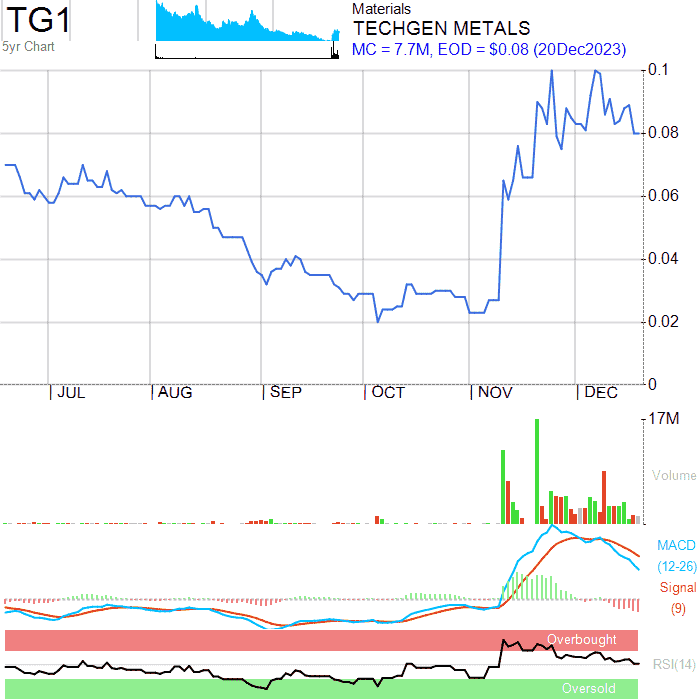 TG1
5yr Chart
Materials
TECHGEN METALS
MC = 7.7M, EOD = $0.08 (20Dec2023)
0.1
0.08
0.06
0.04
0.02
0
JUL AUG SEP OCT NOV DEC
17M
Volume
MACD
(12-26)
Signal
(9)
Overbought
RSI(14)
Oversold